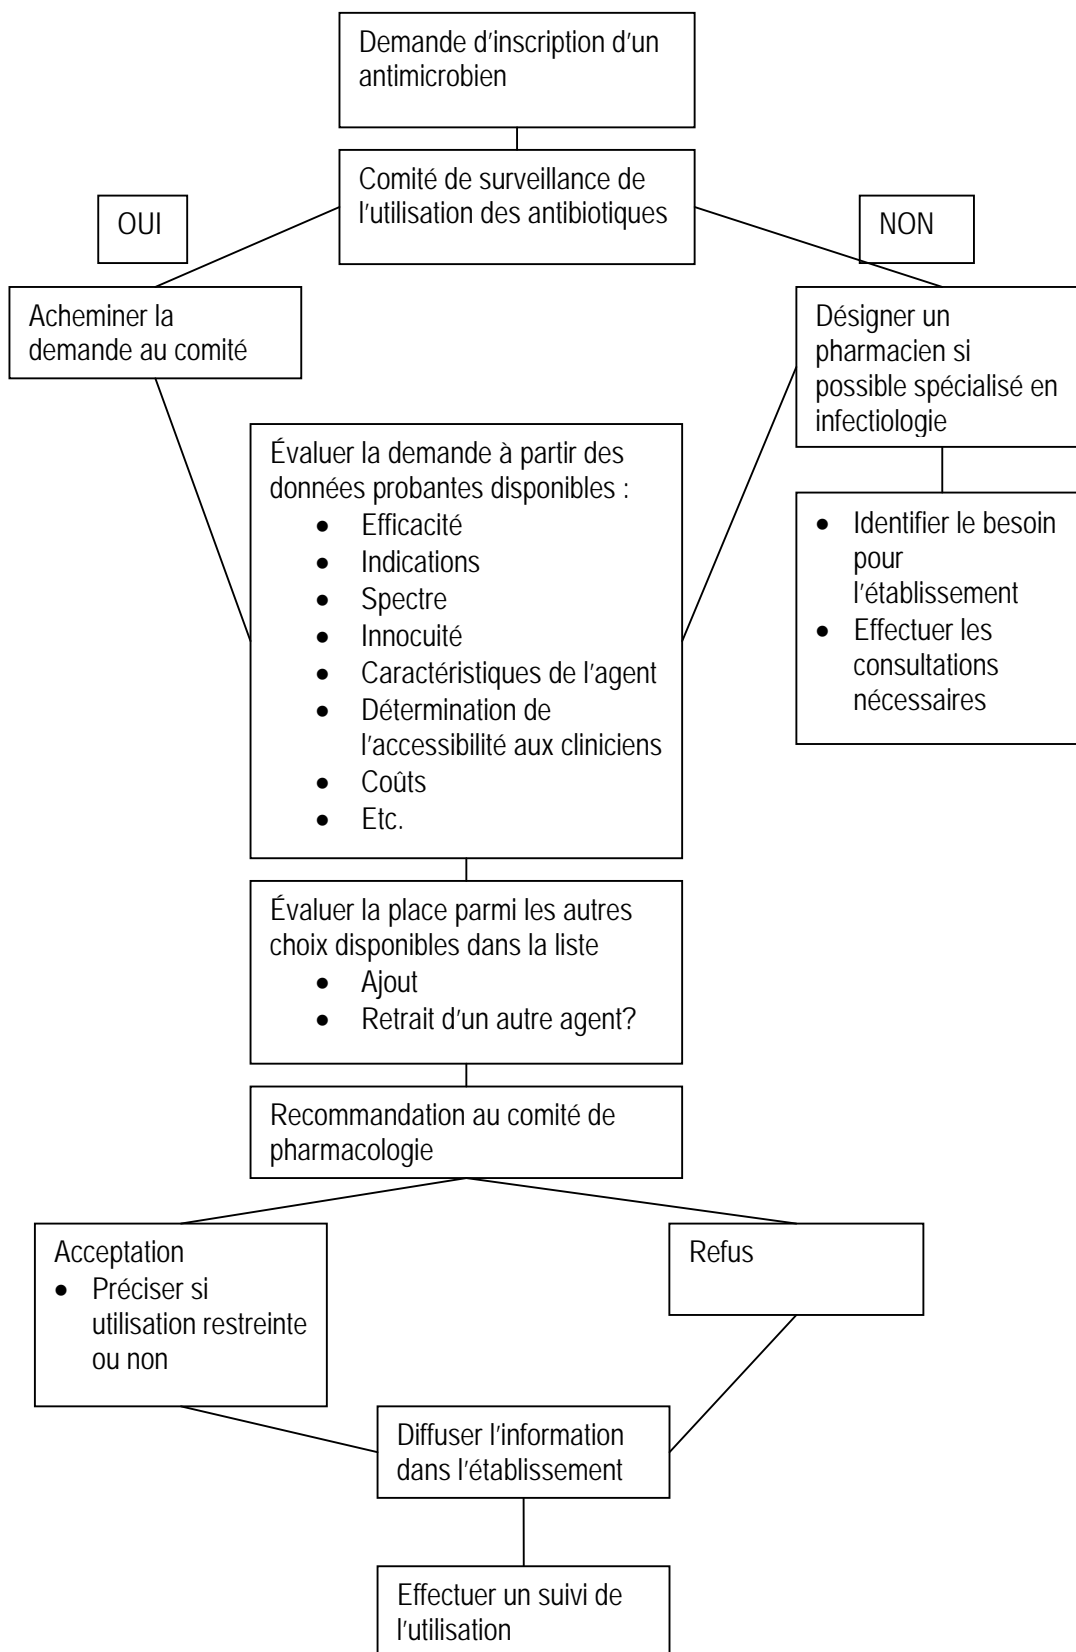 Demande d'inscription d'un
antimicrobien
Comité de surveillance de
l'utilisation des antibiotiques
OUI
NON
Acheminer la
demande au comité
Désigner un
pharmacien si
possible spécialisé en
infectiologie
Évaluer la demande à partir des
données probantes disponibles :
• Efficacité
• Indications
• Spectre
• Innocuité
• Caractéristiques de l'agent
• Détermination de
l'accessibilité aux cliniciens
• Coûts
• Etc.
• Identifier le besoin
pour
l'établissement
• Effectuer les
consultations
nécessaires
Évaluer la place parmi les autres
choix disponibles dans la liste
• Ajout
• Retrait d'un autre agent?
Recommandation au comité de
pharmacologie
Acceptation
• Préciser si
utilisation restreinte
ou non
Refus
Diffuser l'information
dans l'établissement
Effectuer un suivi de
l'utilisation